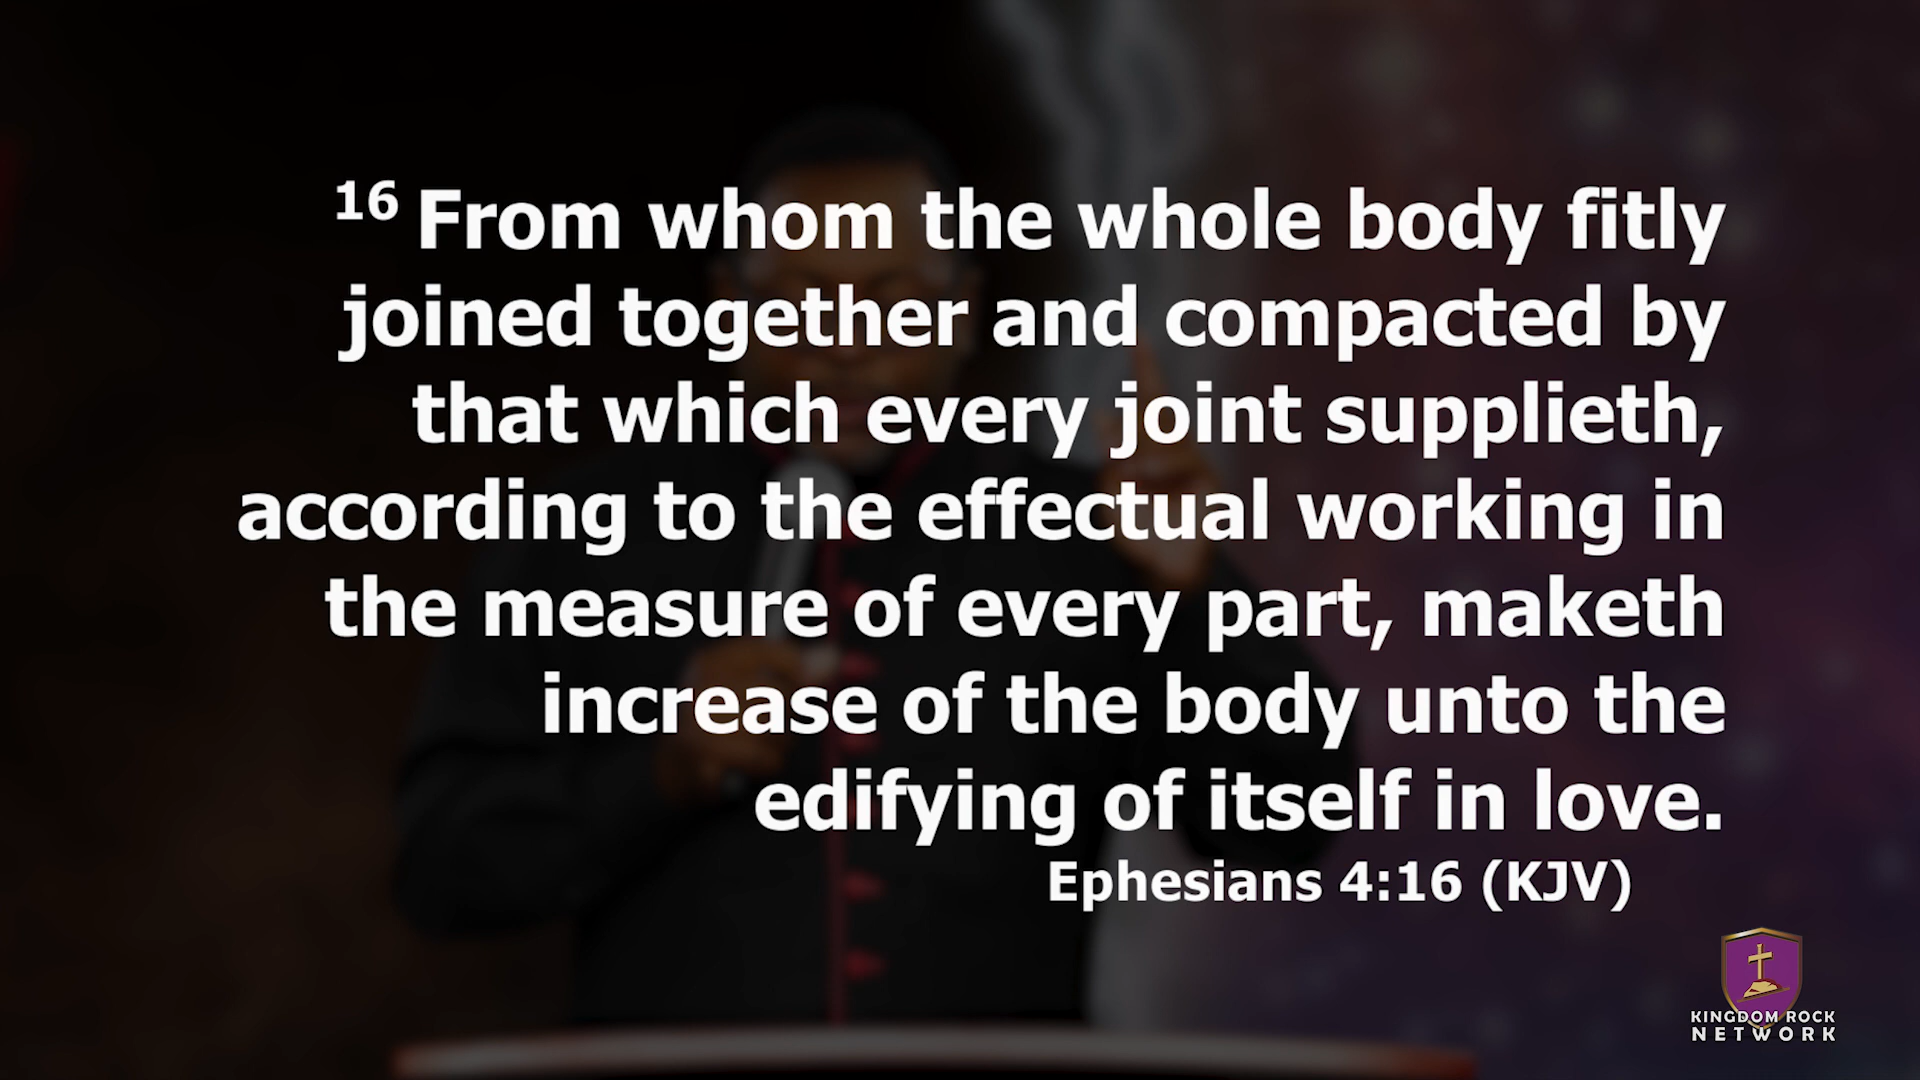 16 From whom the whole body fitly
joined together and compacted by
that which every joint supplieth,
according to the effectual working in
the measure of every part, maketh
increase of the body unto the
edifying of itself in love.
Ephesians 4:16 (KJV)
KINGDOM ROCK
NETWORK